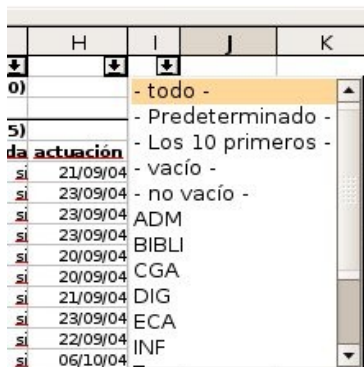 H I J K
0)
5)
da actuación
si 21/09/04
si 23/09/04
si 23/09/04
si 23/09/04
si 20/09/04
si 20/09/04
si 21/09/04
si 23/09/04
si 22/09/04
si 06/10/04
- todo -
- Predeterminado -
- Los 10 primeros -
- vacío -
- no vacío -
ADM
BIBLI
CGA
DIG
ECA
INF